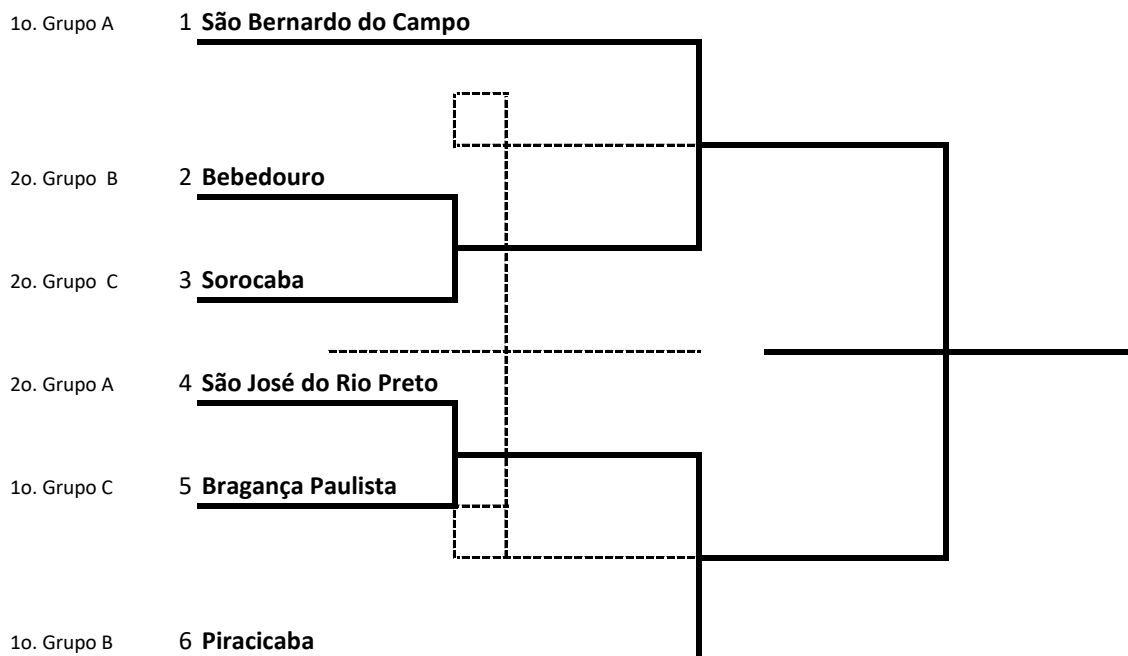 1o. Grupo A 1 São Bernardo do Campo
2o. Grupo B 2 Bebedouro
2o. Grupo C 3 Sorocaba
2o. Grupo A 4 São José do Rio Preto
1o. Grupo C 5 Bragança Paulista
1o. Grupo B 6 Piracicaba